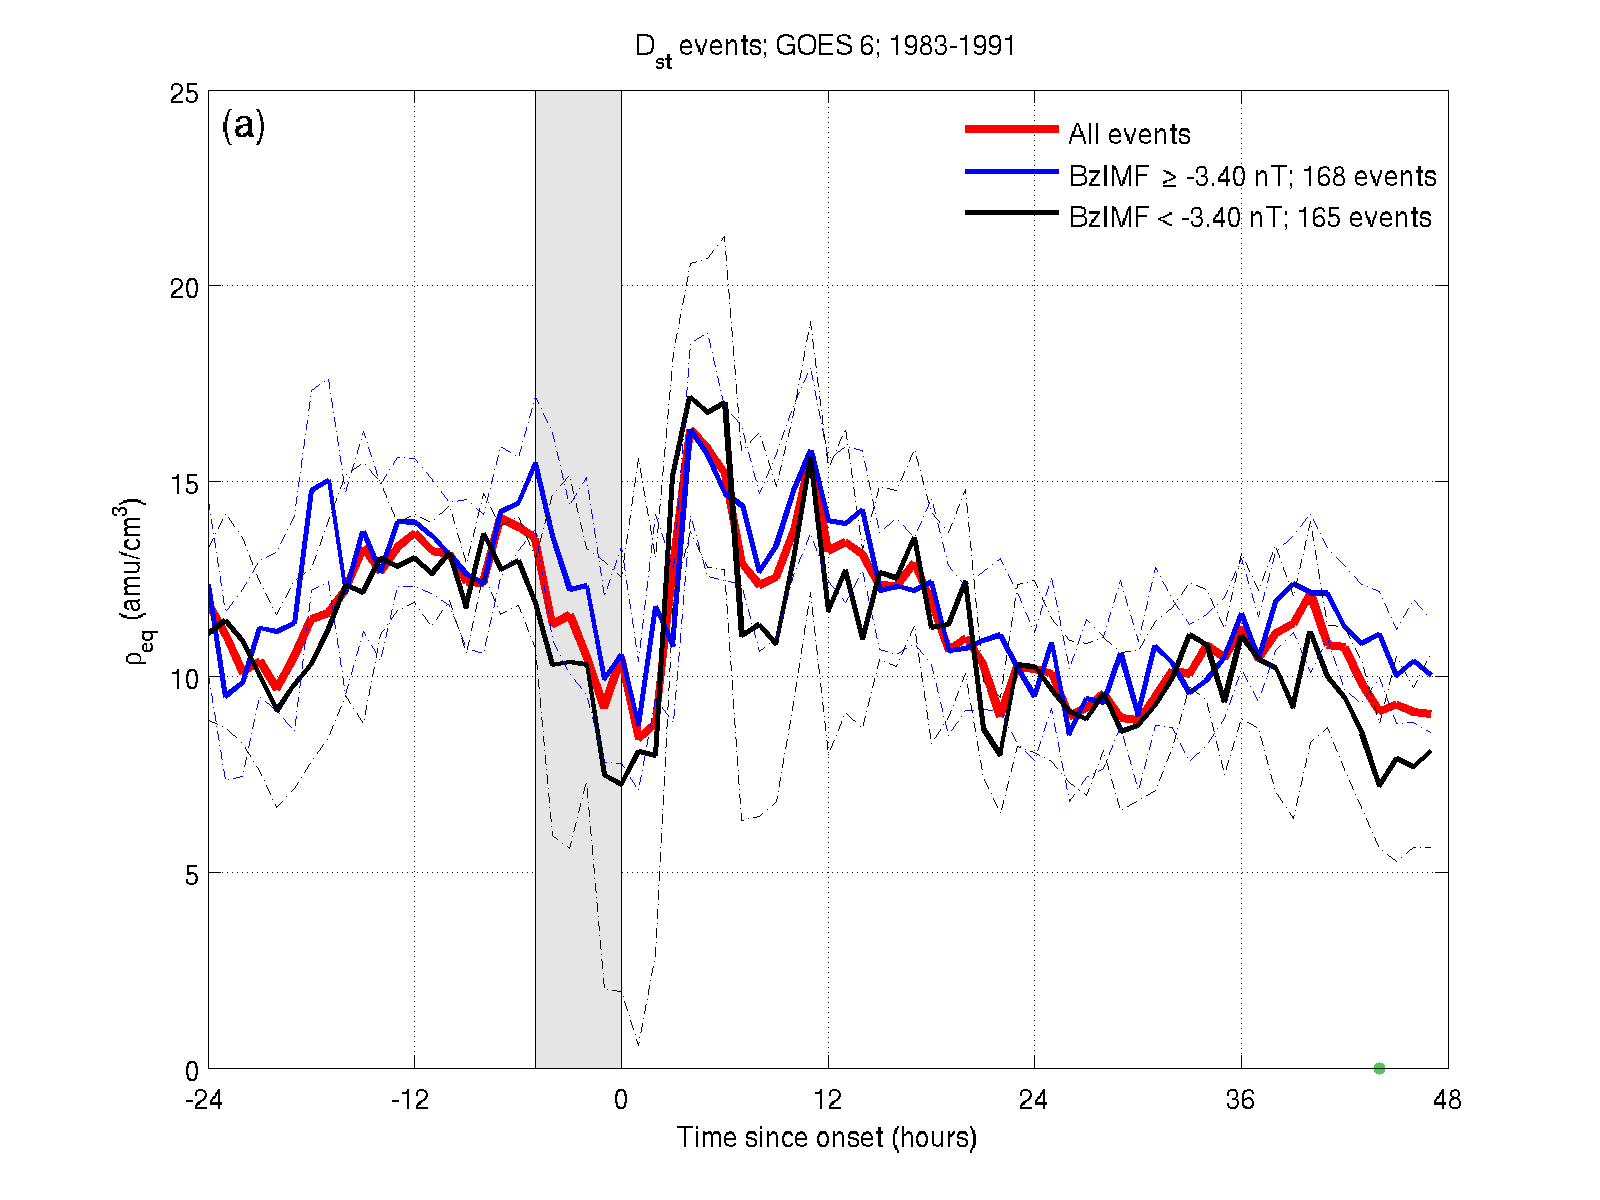 D_st events; GOES 6; 1983-1991
(a)
All events
BzIMF ≥ -3.40 nT; 168 events
BzIMF < -3.40 nT; 165 events
25
20
15
10
5
0
ρ_eq (amu/cm³)
-24 -12 0 12 24 36 48
Time since onset (hours)